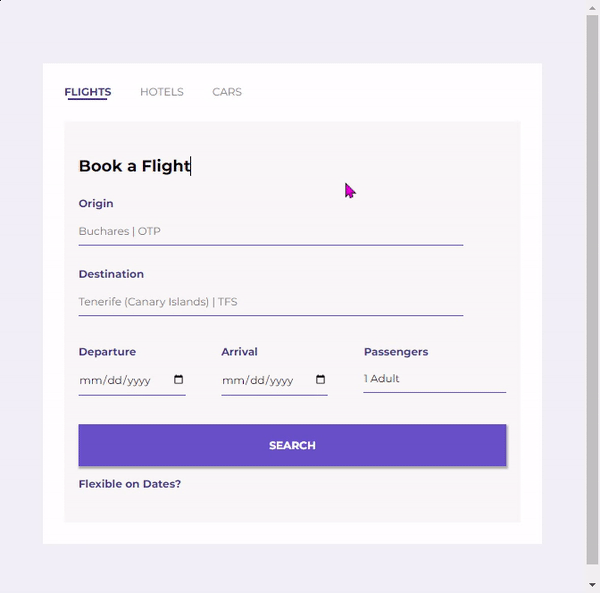 FLIGHTS HOTELS CARS
Book a Flight
Origin
Buchares | OTP
Destination
Tenerife (Canary Islands) | TFS
Departure Arrival Passengers
mm/dd/yyyy mm/dd/yyyy 1 Adult
SEARCH
Flexible on Dates?